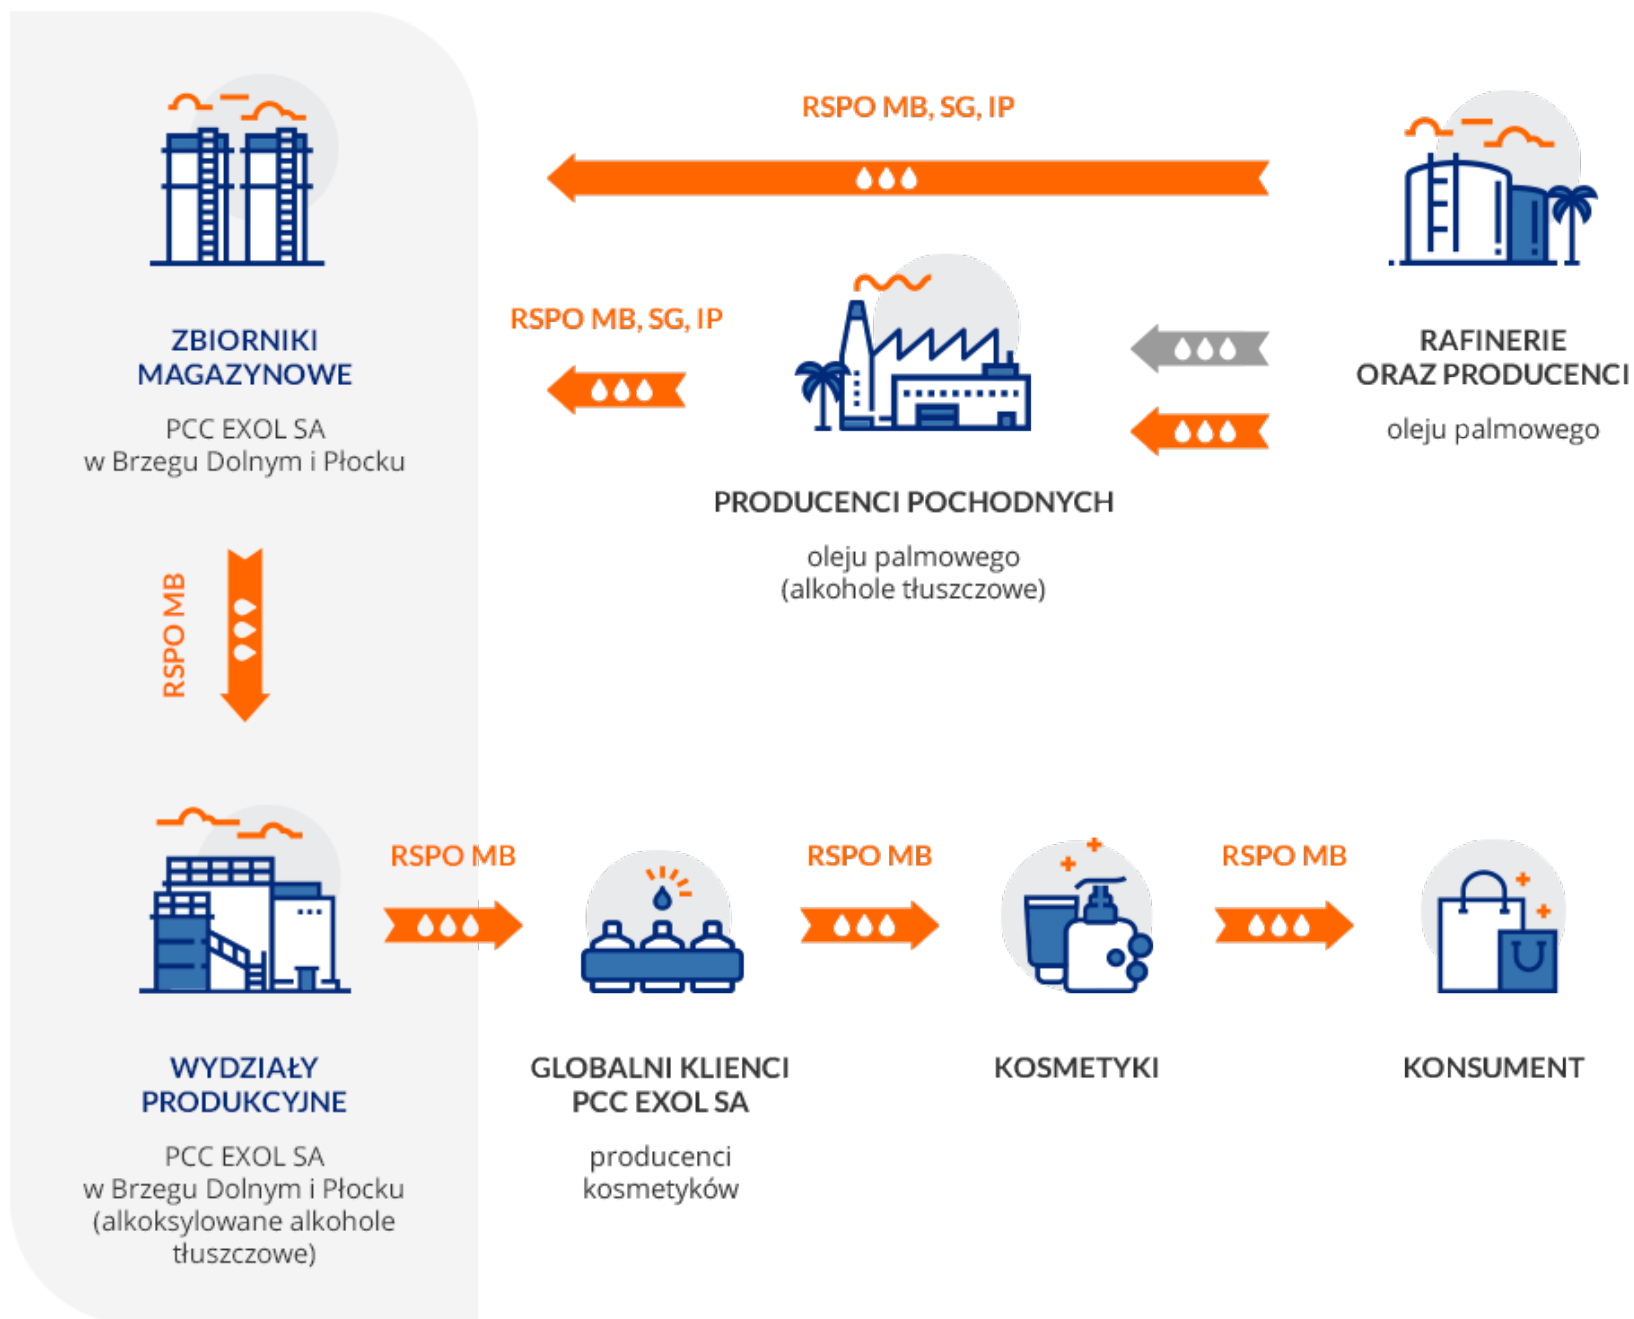 RSPO MB, SG, IP
RSPO MB, SG, IP
ZBIORNIKI
MAGAZYNOWE
PCC EXOL SA
w Brzegu Dolnym i Płocku
RAFINERIE
ORAZ PRODUCENCI
oleju palmowego
PRODUCENCI POCHODNYCH
oleju palmowego
(alkohole tłuszczowe)
RSPO MB
RSPO MB
RSPO MB
RSPO MB
WYDZIAŁY
PRODUKCYJNE
PCC EXOL SA
w Brzegu Dolnym i Płocku
(alkoksylowane alkohole
tłuszczowe)
GLOBALNI KLIENCI
PCC EXOL SA
producenci
kosmetyków
KOSMETYKI
KONSUMENT